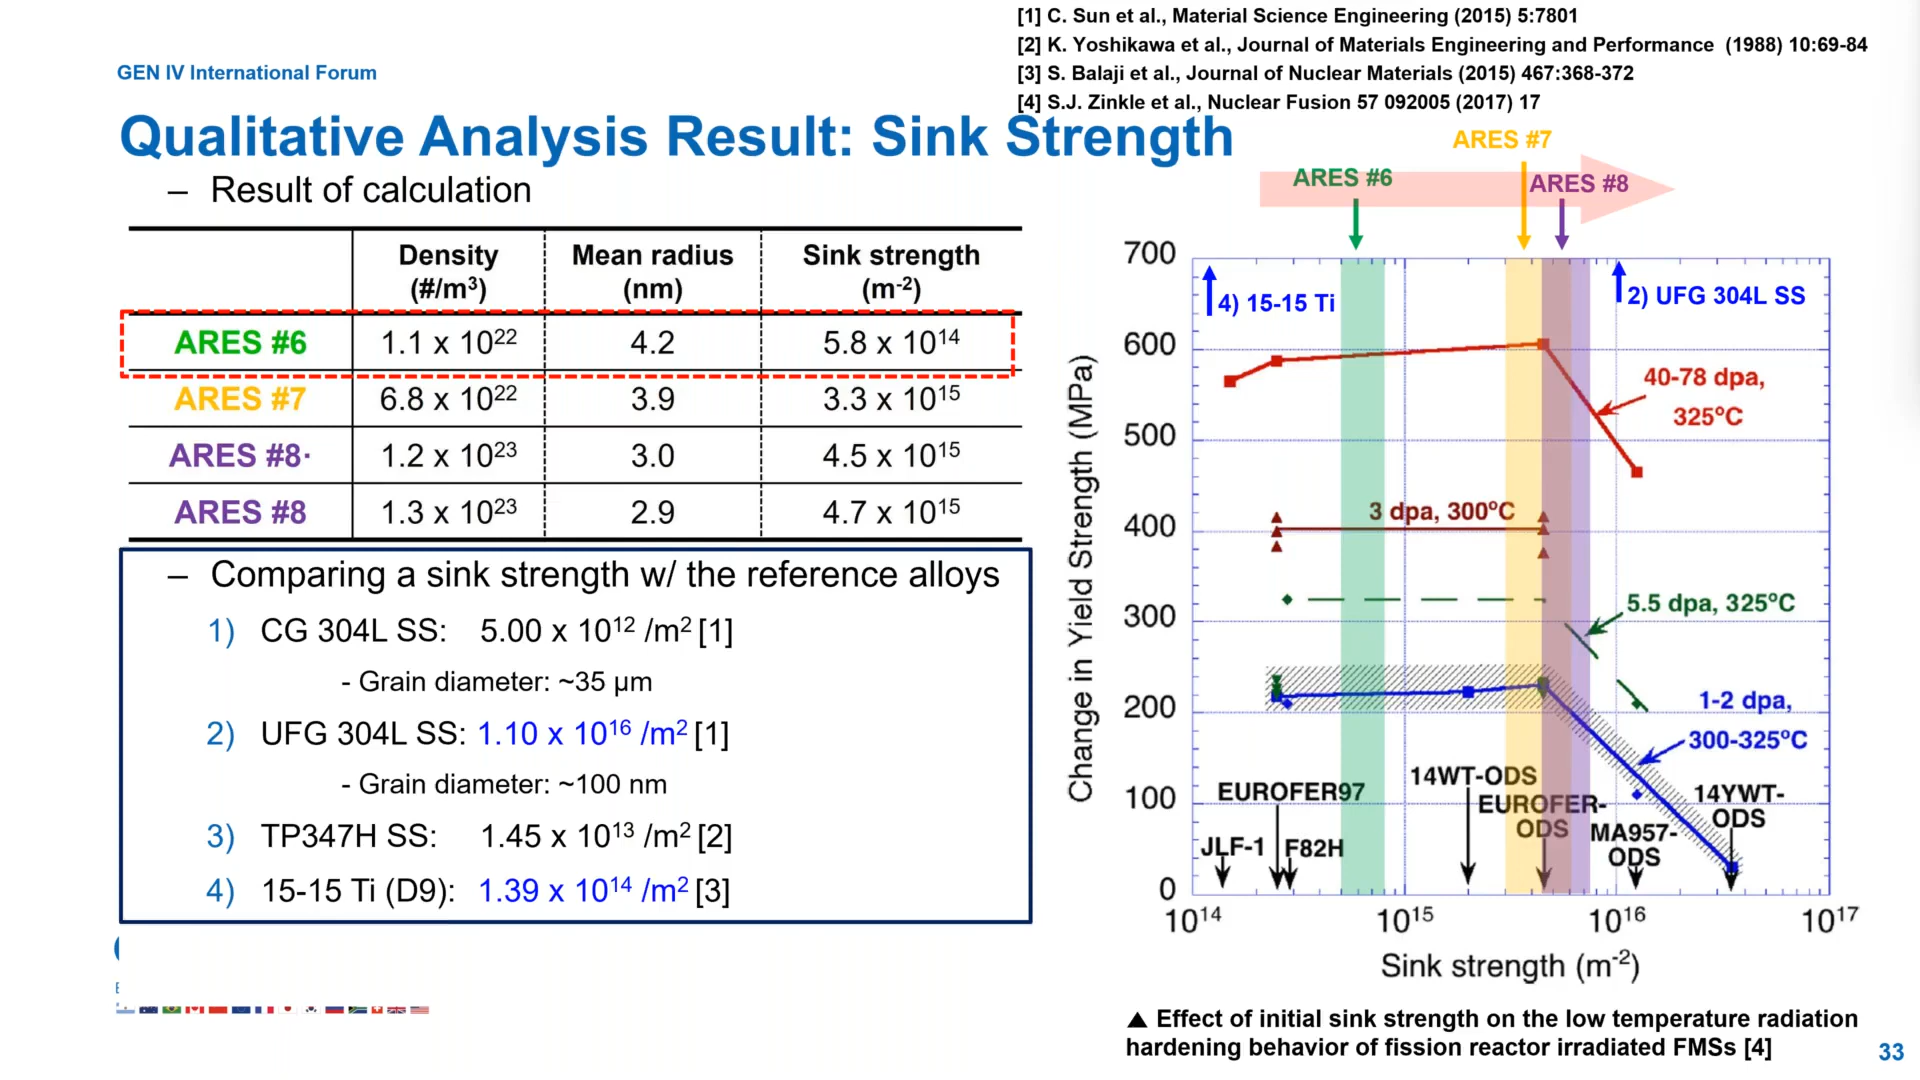 [1] C. Sun et al., Material Science Engineering (2015) 5:7801
[2] K. Yoshikawa et al., Journal of Materials Engineering and Performance (1988) 10:69-84
[3] S. Balaji et al., Journal of Nuclear Materials (2015) 467:368-372
[4] S.J. Zinkle et al., Nuclear Fusion 57 092005 (2017) 17
GEN IV International Forum
Qualitative Analysis Result: Sink Strength
– Result of calculation
Density (#/m³) Mean radius (nm) Sink strength (m⁻²)
ARES #6 1.1 x 10²² 4.2 5.8 x 10¹⁴
ARES #7 6.8 x 10²² 3.9 3.3 x 10¹⁵
ARES #8· 1.2 x 10²³ 3.0 4.5 x 10¹⁵
ARES #8 1.3 x 10²³ 2.9 4.7 x 10¹⁵
– Comparing a sink strength w/ the reference alloys
1) CG 304L SS: 5.00 x 10¹² /m² [1]
- Grain diameter: ~35 µm
2) UFG 304L SS: 1.10 x 10¹⁶ /m² [1]
- Grain diameter: ~100 nm
3) TP347H SS: 1.45 x 10¹³ /m² [2]
4) 15-15 Ti (D9): 1.39 x 10¹⁴ /m² [3]
ARES #7
ARES #6
ARES #8
700
600
500
400
300
200
100
0
Change in Yield Strength (MPa)
4) 15-15 Ti
2) UFG 304L SS
40-78 dpa,
325ºC
3 dpa, 300ºC
5.5 dpa, 325ºC
1-2 dpa,
300-325ºC
JLF-1
EUROFER97
F82H
14WT-ODS
EUROFER-
ODS
MA957-
ODS
14YWT-
ODS
10¹⁴ 10¹⁵ 10¹⁶ 10¹⁷
Sink strength (m⁻²)
▲ Effect of initial sink strength on the low temperature radiation
hardening behavior of fission reactor irradiated FMSs [4]
33